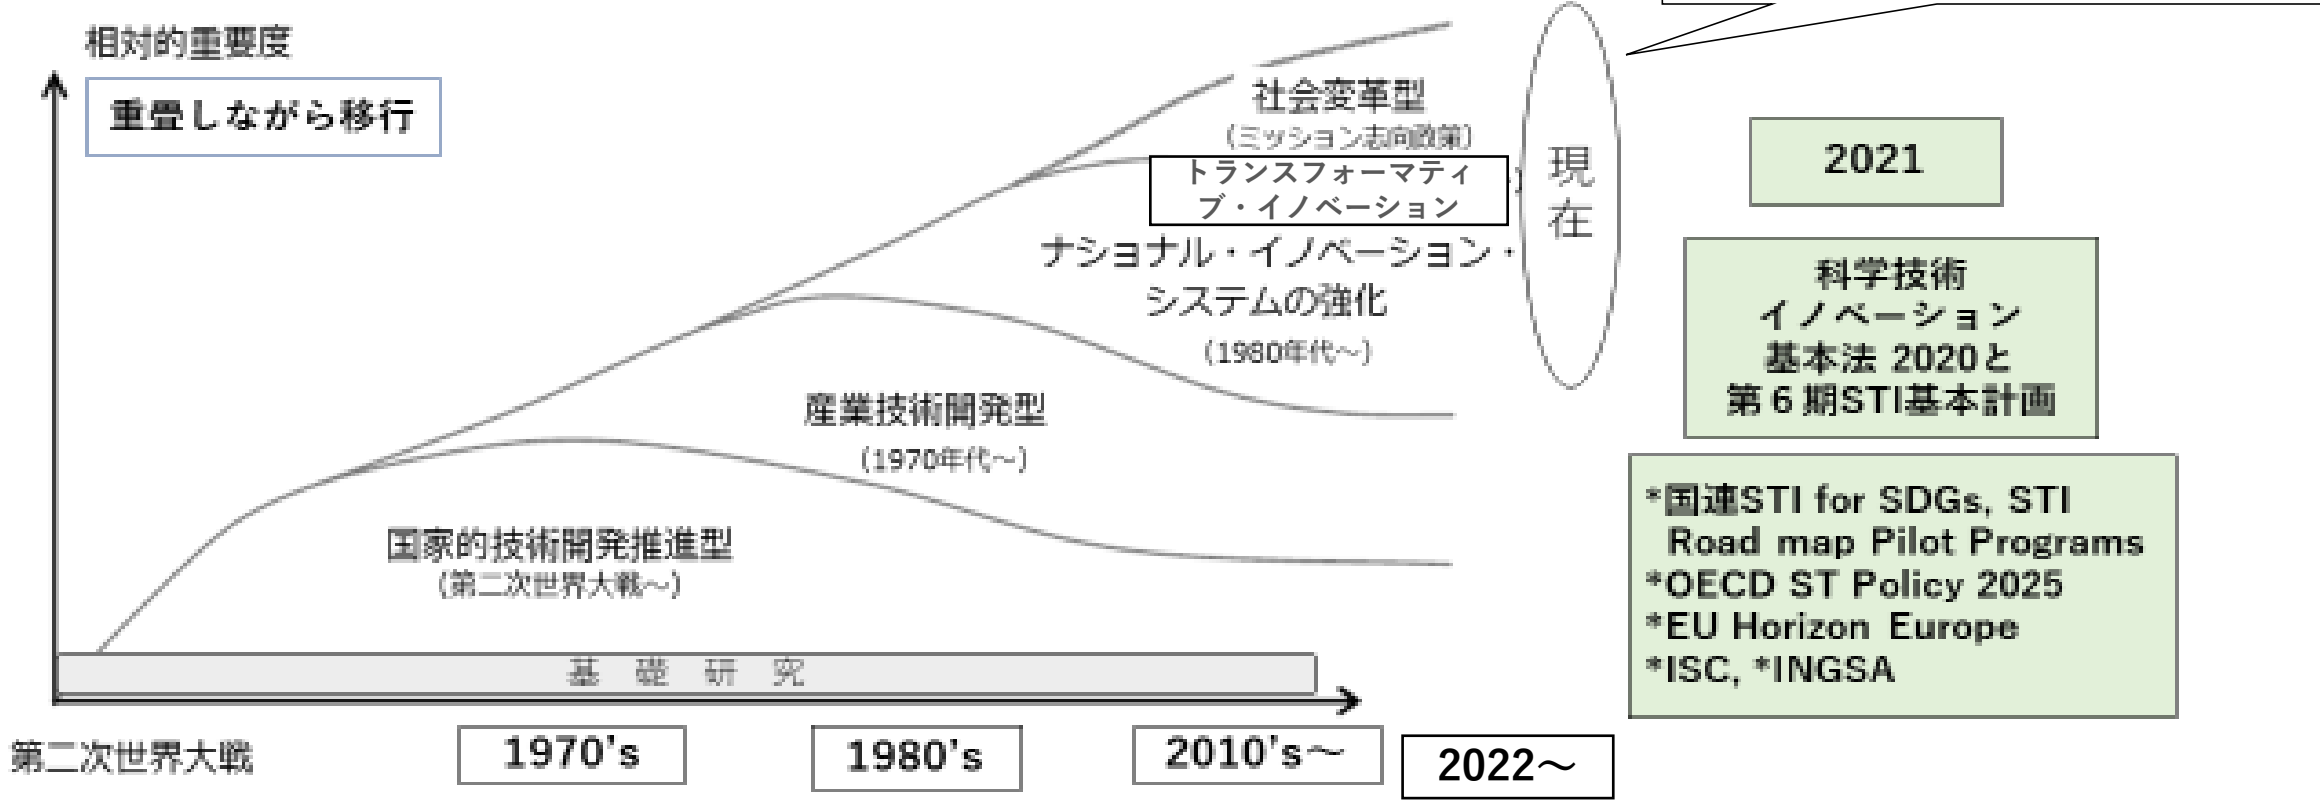 相対的重要度
重畳しながら移行
社会変革型
(ミッション志向政策)
トランスフォーマティ
ブ・イノベーション
ナショナル・イノベーション・
システムの強化
(1980年代～)
産業技術開発型
(1970年代～)
国家的技術開発推進型
(第二次世界大戦～)
基礎研究
第二次世界大戦
1970's
1980's
2010's～
2022～
現
在
2021
科学技術
イノベーション
基本法 2020と
第６期STI基本計画
*国連STI for SDGs, STI
Road map Pilot Programs
*OECD ST Policy 2025
*EU Horizon Europe
*ISC, *INGSA